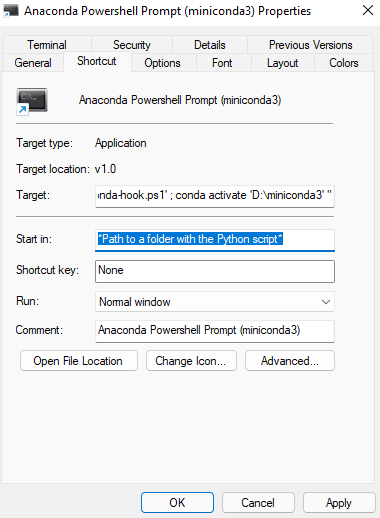 Anaconda Powershell Prompt (miniconda3) Properties
Terminal Security Details Previous Versions
General Shortcut Options Font Layout Colors
Anaconda Powershell Prompt (miniconda3)
Target type: Application
Target location: v1.0
Target: onda-hook.ps1' ; conda activate 'D:\miniconda3' "
Start in: *Path to a folder with the Python script*
Shortcut key: None
Run: Normal window
Comment: Anaconda Powershell Prompt (miniconda3)
Open File Location Change Icon... Advanced...
OK Cancel Apply